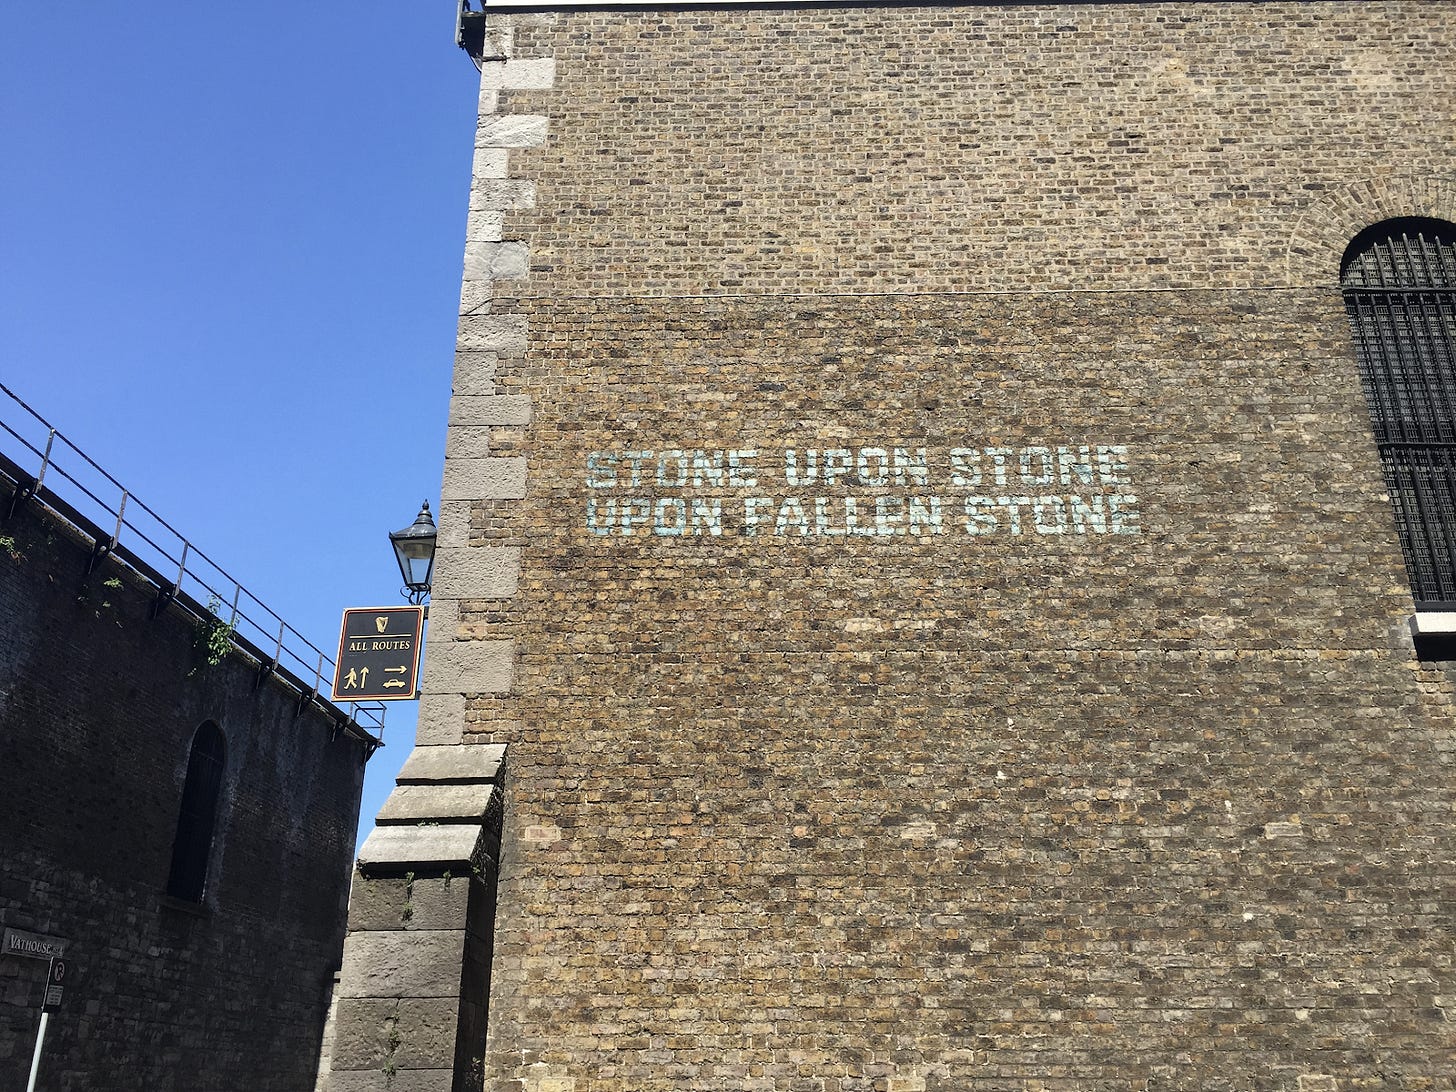 STONE UPON STONE
UPON FALLEN STONE
ALL ROUTES
VATHOUSE